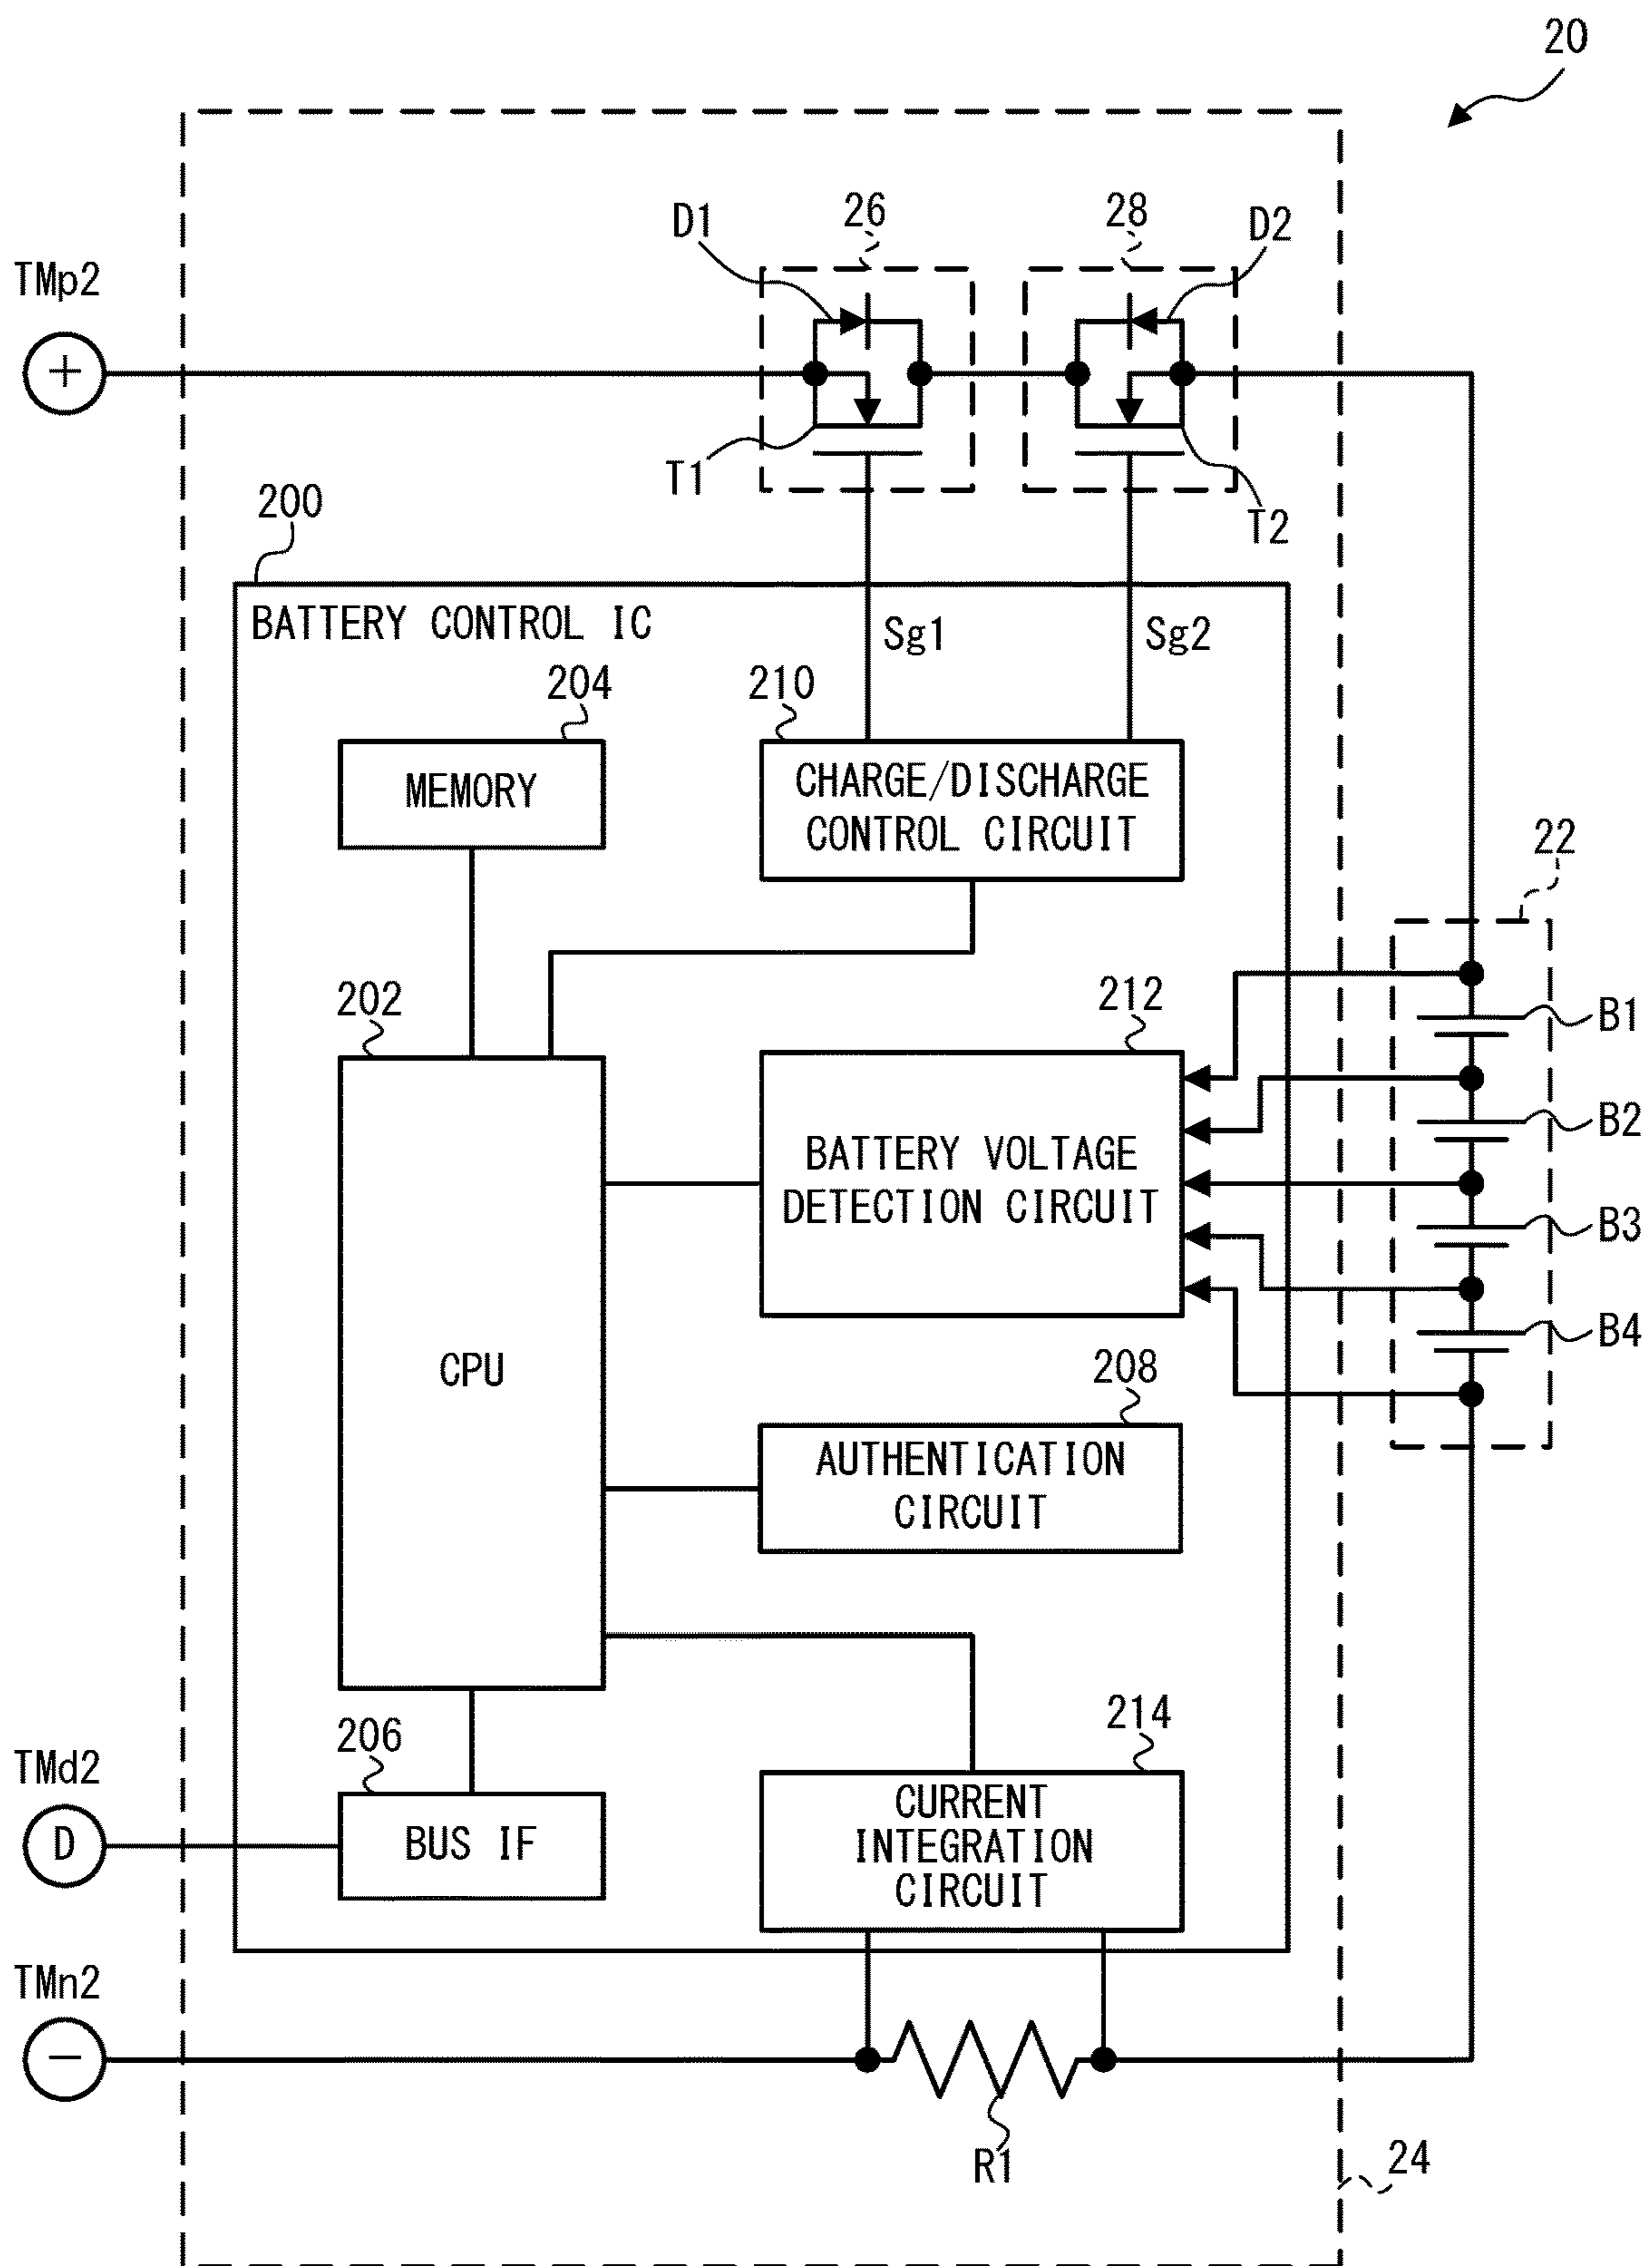 20
26
28
D1
D2
TMp2
+
T1
T2
200
BATTERY CONTROL IC
Sg1
Sg2
204
210
MEMORY
CHARGE/DISCHARGE
CONTROL CIRCUIT
22
202
212
B1
B2
BATTERY VOLTAGE
DETECTION CIRCUIT
B3
B4
CPU
208
AUTHENTICATION
CIRCUIT
206
214
TMd2
D
BUS IF
CURRENT
INTEGRATION
CIRCUIT
TMn2
−
R1
24